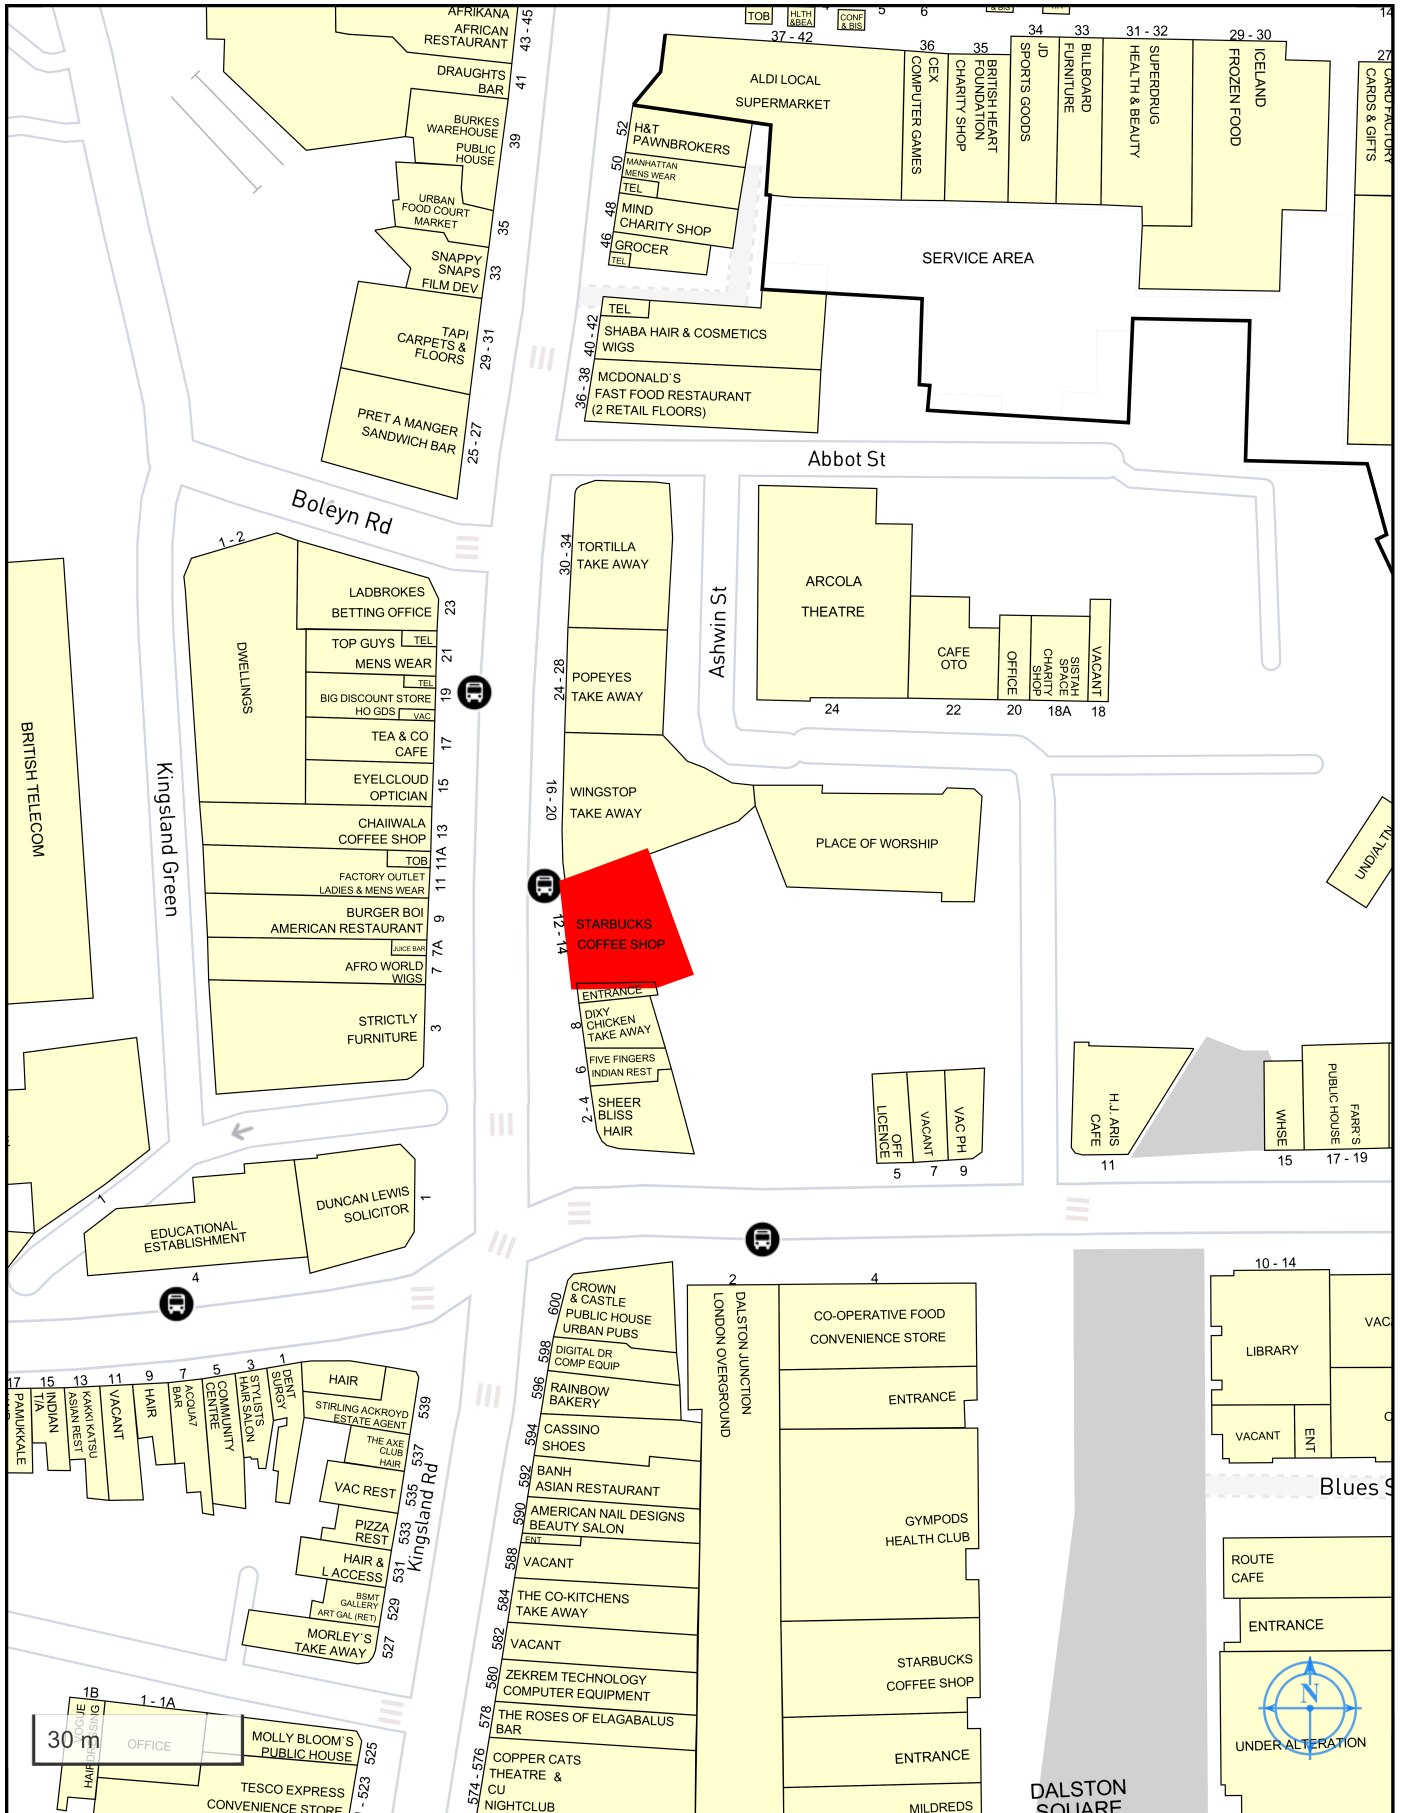 AFRIKANA
AFRICAN
RESTAURANT
43 - 45
DRAUGHTS
BAR
41
BURKES
WAREHOUSE
PUBLIC
HOUSE
39
URBAN
FOOD COURT
MARKET
35
SNAPPY
SNAPS
FILM DEV
33
TAPI
CARPETS &
FLOORS
29 - 31
PRET A MANGER
SANDWICH BAR
25 - 27
TOB
HLTH
&BEA
CONF
& BIS
5
6
& BIS
14
37 - 42
ALDI LOCAL
SUPERMARKET
36
CEX
COMPUTER GAMES
35
BRITISH HEART
FOUNDATION
CHARITY SHOP
34
JD
SPORTS GOODS
33
BILLBOARD
FURNITURE
31 - 32
SUPERDRUG
HEALTH & BEAUTY
29 - 30
ICELAND
FROZEN FOOD
27
CARD FACTORY
CARDS & GIFTS
52
H&T
PAWNBROKERS
50
MANHATTAN
MENS WEAR
TEL
48
MIND
CHARITY SHOP
46
GROCER
TEL
SERVICE AREA
40 - 42
TEL
SHABA HAIR & COSMETICS
WIGS
36 - 38
MCDONALD`S
FAST FOOD RESTAURANT
(2 RETAIL FLOORS)
Abbot St
Boleyn Rd
1 - 2
DWELLINGS
LADBROKES
BETTING OFFICE
23
TOP GUYS
TEL
MENS WEAR
21
TEL
BIG DISCOUNT STORE
HO GDS
VAC
19
TEA & CO
CAFE
17
EYELCLOUD
OPTICIAN
15
CHAIIWALA
COFFEE SHOP
13
TOB
11A
FACTORY OUTLET
LADIES & MENS WEAR
11
BURGER BOI
AMERICAN RESTAURANT
9
JUICE BAR
7A
AFRO WORLD
WIGS
7
STRICTLY
FURNITURE
3
BRITISH TELECOM
Kingsland Green
30 - 34
TORTILLA
TAKE AWAY
24 - 28
POPEYES
TAKE AWAY
16 - 20
WINGSTOP
TAKE AWAY
12 - 14
STARBUCKS
COFFEE SHOP
ENTRANCE
8
DIXY
CHICKEN
TAKE AWAY
6
FIVE FINGERS
INDIAN REST
2 - 4
SHEER
BLISS
HAIR
Ashwin St
ARCOLA
THEATRE
24
CAFE
OTO
22
OFFICE
20
SISTAH
SPACE
CHARITY
SHOP
18A
VACANT
18
PLACE OF WORSHIP
UND/ALTN
OFF
LICENCE
5
VACANT
7
VAC PH
9
H.J. ARIS
CAFE
11
WHSE
15
FARR'S
PUBLIC HOUSE
17 - 19
1
EDUCATIONAL
ESTABLISHMENT
4
DUNCAN LEWIS
SOLICITOR
1
17
PAMUKKALE
15
INDIAN
T/A
13
KAKKI KATSU
ASIAN REST
11
VACANT
9
HAIR
7
ACQUA7
BAR
5
COMMUNITY
CENTRE
3
STYLISTS
HAIR SALON
1
DENT
SURGY
HAIR
STIRLING ACKROYD
ESTATE AGENT
539
THE AXE
CLUB
HAIR
537
VAC REST
535
PIZZA
REST
533
HAIR &
L ACCESS
531
BSMT
GALLERY
ART GAL (RET)
529
MORLEY`S
TAKE AWAY
527
Kingsland Rd
600
CROWN
& CASTLE
PUBLIC HOUSE
URBAN PUBS
598
DIGITAL DR
COMP EQUIP
596
RAINBOW
BAKERY
594
CASSINO
SHOES
592
BANH
ASIAN RESTAURANT
590
AMERICAN NAIL DESIGNS
BEAUTY SALON
ENT
588
VACANT
584
THE CO-KITCHENS
TAKE AWAY
582
VACANT
580
ZEKREM TECHNOLOGY
COMPUTER EQUIPMENT
578
THE ROSES OF ELAGABALUS
BAR
574 - 576
COPPER CATS
THEATRE &
CU
NIGHTCLUB
2
DALSTON JUNCTION
LONDON OVERGROUND
4
CO-OPERATIVE FOOD
CONVENIENCE STORE
ENTRANCE
GYMPODS
HEALTH CLUB
STARBUCKS
COFFEE SHOP
ENTRANCE
MILDREDS
10 - 14
LIBRARY
VACANT
ENT
VAC
Blues S
ROUTE
CAFE
ENTRANCE
UNDER ALTERATION
N
DALSTON
SQUARE
1B
VOGUE
HAIRDRESSING
1 - 1A
OFFICE
MOLLY BLOOM`S
PUBLIC HOUSE
525
TESCO EXPRESS
CONVENIENCE STORE
- 523
30 m